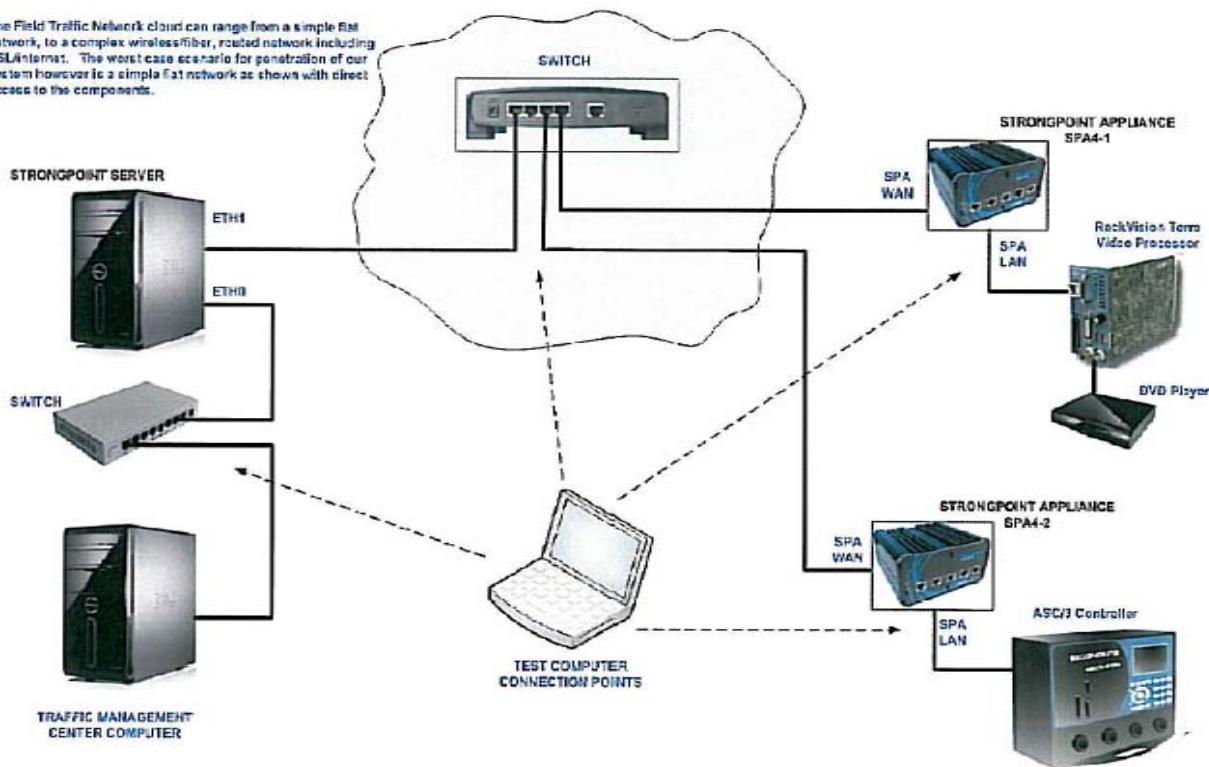 he Field Traffic Network cloud can range from a simple flat
etwork, to a complex wireless/fiber, routed network including
SL/internet. The worst case scenario for penetration of our
ystem however is a simple flat network as shown with direct
ccess to the components.
SWITCH
STRONGPOINT APPLIANCE
SPA4-1
STRONGPOINT SERVER
SPA
WAN
ETH1
RackVision Terra
Video Processor
SPA
LAN
ETH0
SWITCH
DVD Player
STRONGPOINT APPLIANCE
SPA4-2
SPA
WAN
ASC/3 Controller
SPA
LAN
TEST COMPUTER
CONNECTION POINTS
TRAFFIC MANAGEMENT
CENTER COMPUTER